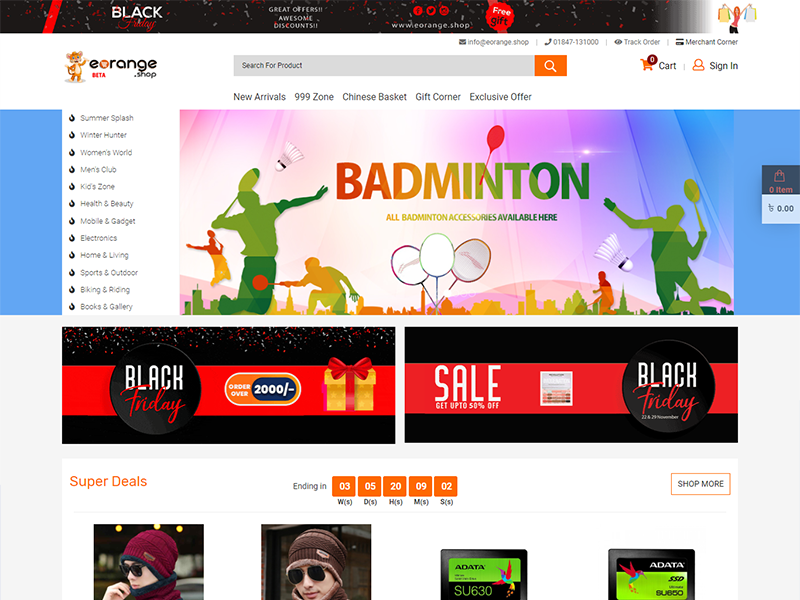 BLACK
Friday
GREAT OFFERS!!
AWESOME
DISCOUNTS!!
www.eorange.shop
Free
gift
info@eorange.shop | 01847-131000 | Track Order | Merchant Corner
eorange
.shop
BETA
Search For Product
0
Cart | Sign In
New Arrivals 999 Zone Chinese Basket Gift Corner Exclusive Offer
Summer Splash
Winter Hunter
Women's World
Men's Club
Kid's Zone
Health & Beauty
Mobile & Gadget
Electronics
Home & Living
Sports & Outdoor
Biking & Riding
Books & Gallery
BADMINTON
ALL BADMINTON ACCESSORIES AVAILABLE HERE
0 Item
৳ 0.00
BLACK
Friday
ORDER
OVER
2000/-
SALE
GET UPTO 50% OFF
BLACK
Friday
22 & 29 November
Super Deals
Ending in 03 05 20 09 02
W(s) D(s) H(s) M(s) S(s)
SHOP MORE
ADATA
SU630
ADATA
SSD
SU650